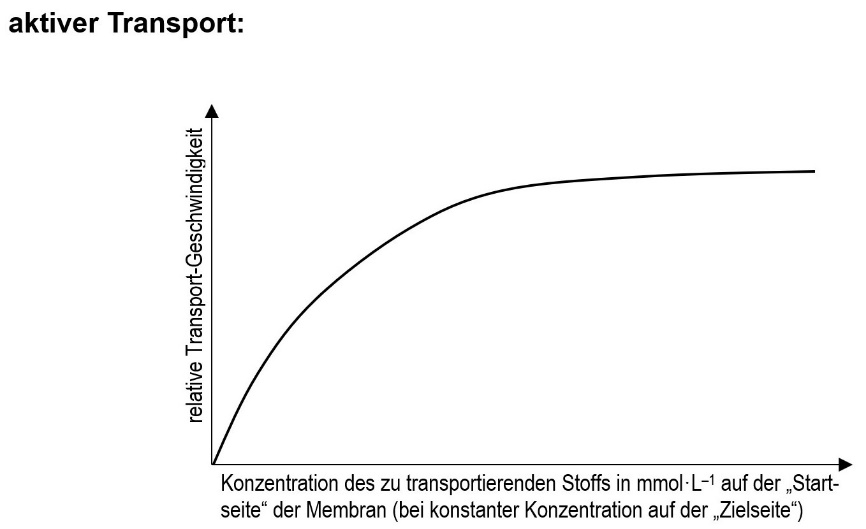 aktiver Transport:
relative Transport-Geschwindigkeit
Konzentration des zu transportierenden Stoffs in mmol·L⁻¹ auf der „Start-
seite“ der Membran (bei konstanter Konzentration auf der „Zielseite“)